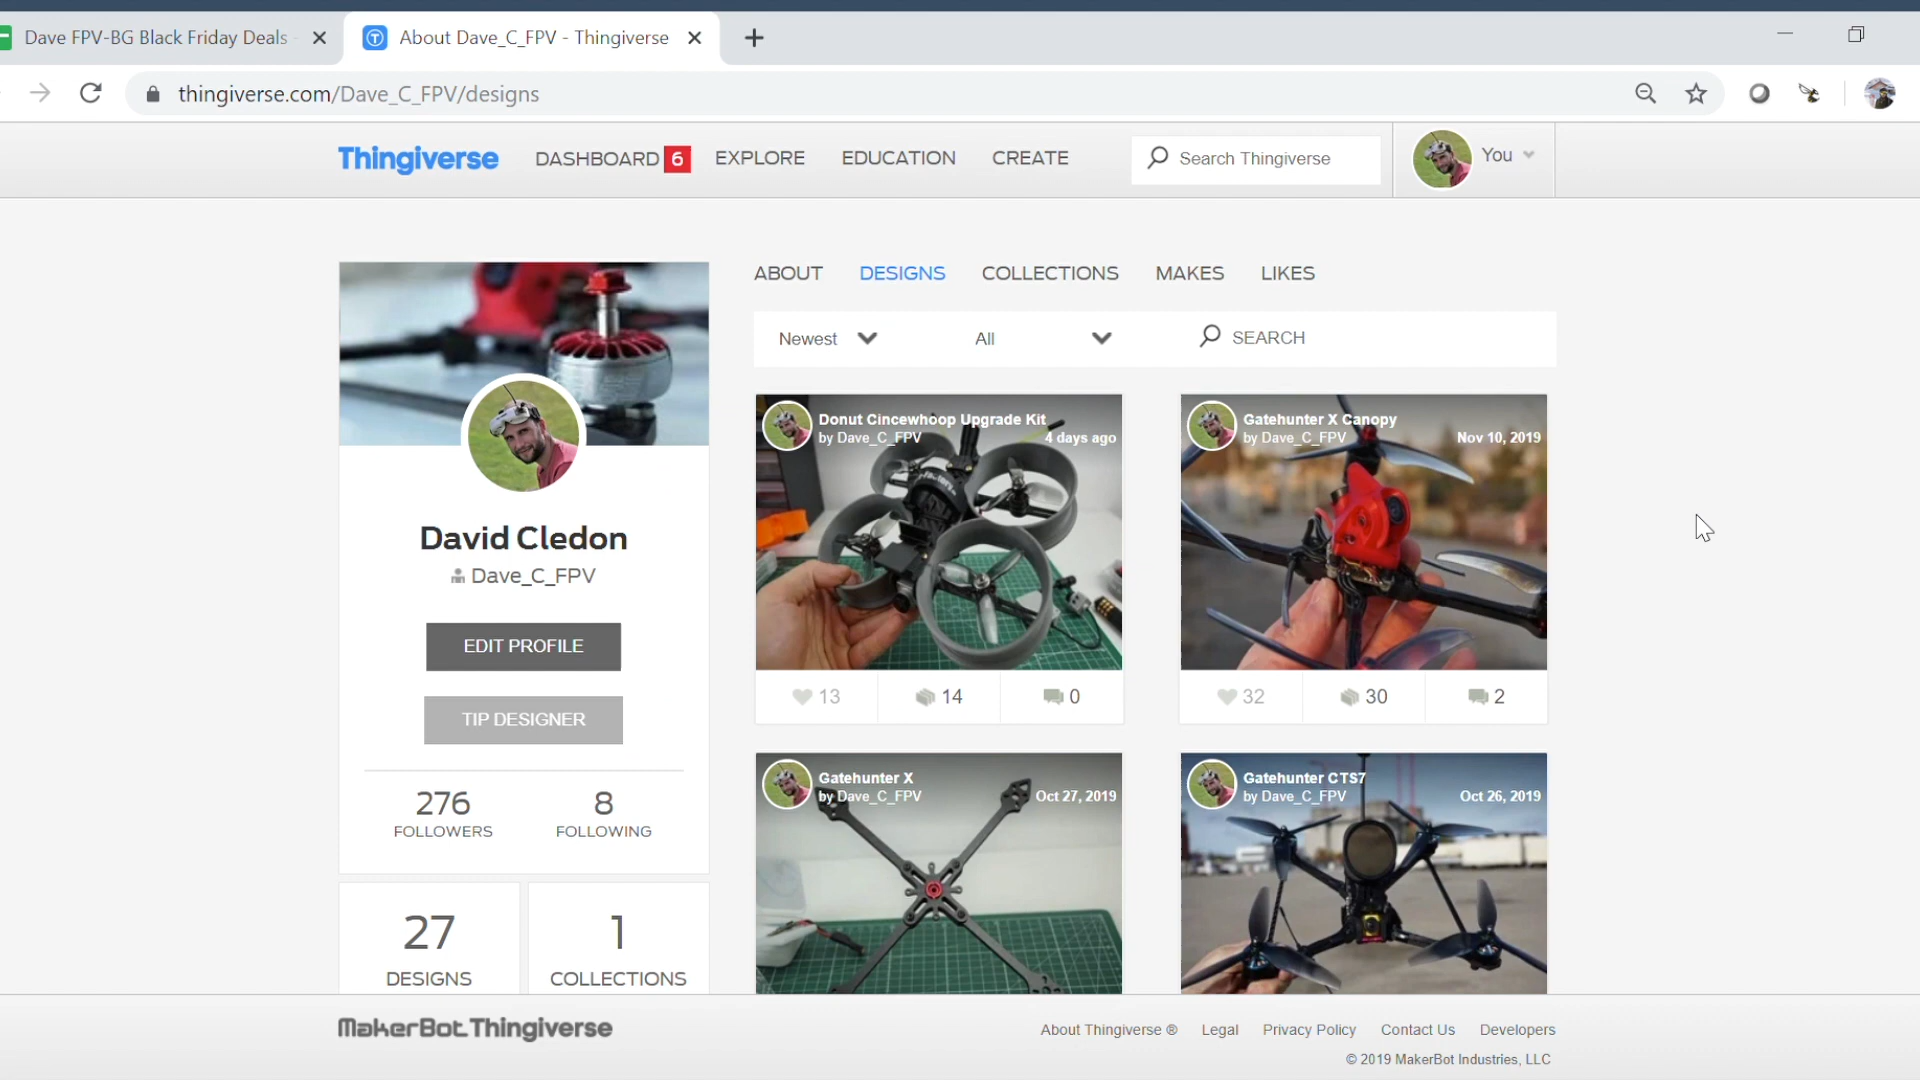 Dave FPV-BG Black Friday Deals -
About Dave_C_FPV - Thingiverse
thingiverse.com/Dave_C_FPV/designs
Thingiverse
DASHBOARD 6
EXPLORE
EDUCATION
CREATE
Search Thingiverse
You
ABOUT
DESIGNS
COLLECTIONS
MAKES
LIKES
Newest
All
SEARCH
David Cledon
Dave_C_FPV
EDIT PROFILE
TIP DESIGNER
276
FOLLOWERS
8
FOLLOWING
27
DESIGNS
1
COLLECTIONS
Donut Cincewhoop Upgrade Kit
by Dave_C_FPV
4 days ago
13
14
0
Gatehunter X Canopy
by Dave_C_FPV
Nov 10, 2019
32
30
2
Gatehunter X
by Dave_C_FPV
Oct 27, 2019
Gatehunter CTS7
by Dave_C_FPV
Oct 26, 2019
MakerBot Thingiverse
About Thingiverse ®
Legal
Privacy Policy
Contact Us
Developers
© 2019 MakerBot Industries, LLC